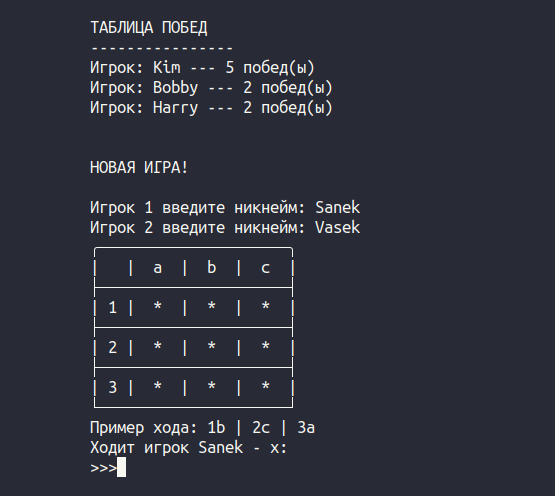 ТАБЛИЦА ПОБЕД
----------------
Игрок: Kim --- 5 побед(ы)
Игрок: Bobby --- 2 побед(ы)
Игрок: Harry --- 2 побед(ы)
НОВАЯ ИГРА!
Игрок 1 введите никнейм: Sanek
Игрок 2 введите никнейм: Vasek
|   |  a  |  b  |  c  |
| 1 |  *  |  *  |  *  |
| 2 |  *  |  *  |  *  |
| 3 |  *  |  *  |  *  |
Пример хода: 1b | 2c | 3a
Ходит игрок Sanek - x:
>>>